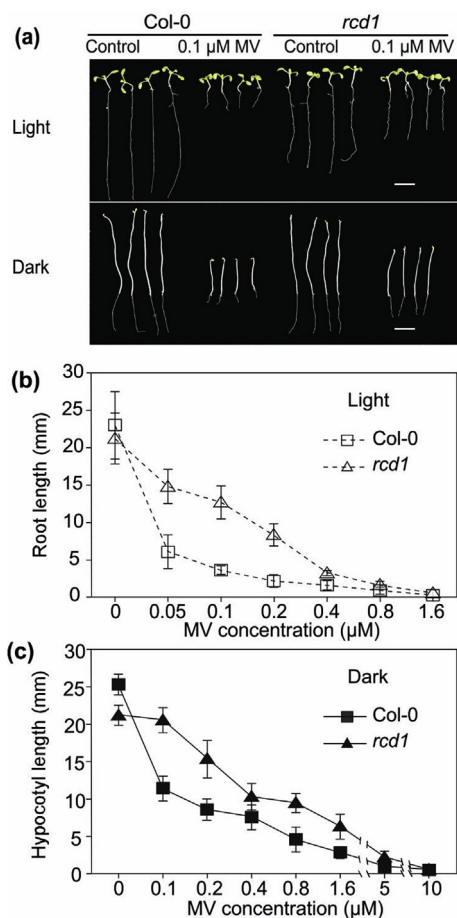 (a)
Col-0 rcd1
Control 0.1 µM MV Control 0.1 µM MV
Light
Dark
(b)
30
25
20
15
10
5
0
Root length (mm)
Light
Col-0
rcd1
0 0.05 0.1 0.2 0.4 0.8 1.6
MV concentration (µM)
(c)
30
25
20
15
10
5
0
Hypocotyl length (mm)
Dark
Col-0
rcd1
0 0.1 0.2 0.4 0.8 1.6 5 10
MV concentration (µM)